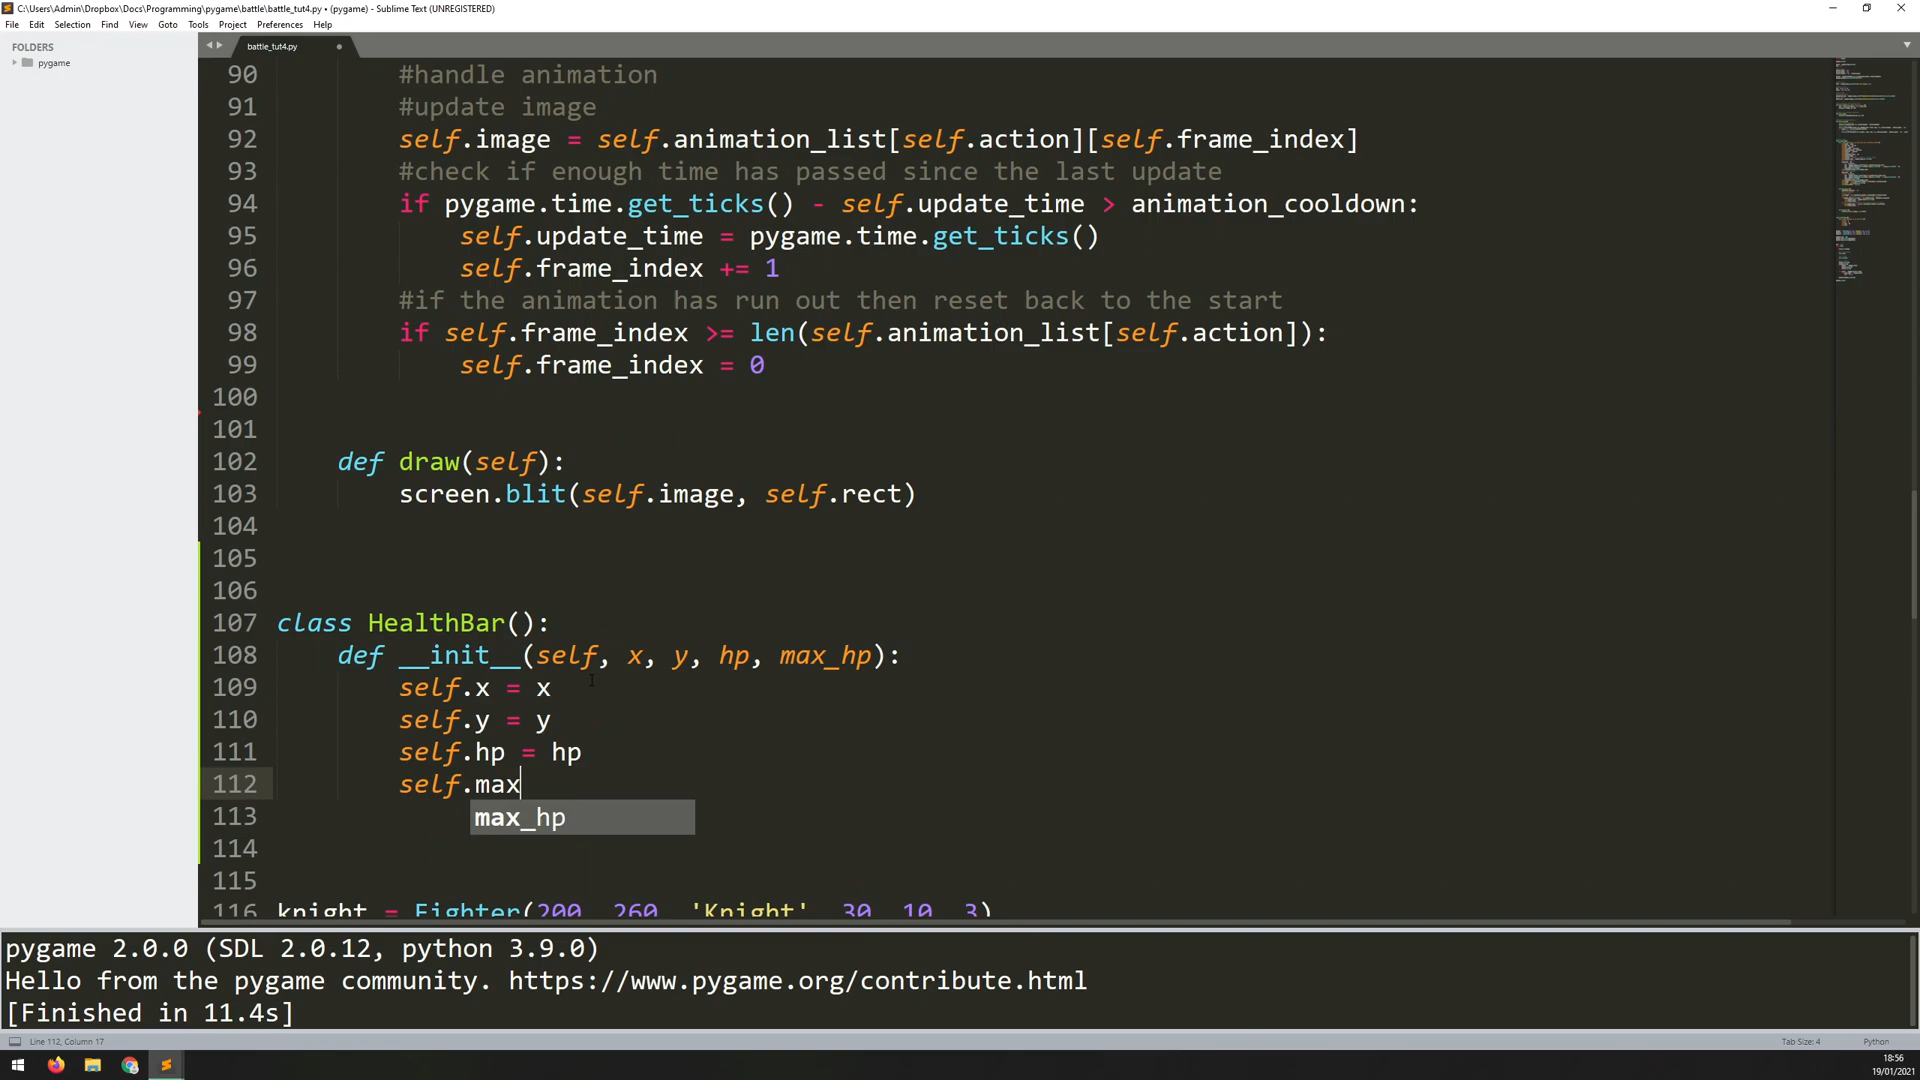 C:\Users\Admin\Dropbox\Docs\Programming\pygame\battle\battle_tut4.py • (pygame) - Sublime Text (UNREGISTERED)
File Edit Selection Find View Goto Tools Project Preferences Help
FOLDERS
pygame
battle_tut4.py
90 #handle animation
91 #update image
92 self.image = self.animation_list[self.action][self.frame_index]
93 #check if enough time has passed since the last update
94 if pygame.time.get_ticks() - self.update_time > animation_cooldown:
95 self.update_time = pygame.time.get_ticks()
96 self.frame_index += 1
97 #if the animation has run out then reset back to the start
98 if self.frame_index >= len(self.animation_list[self.action]):
99 self.frame_index = 0
100
101
102 def draw(self):
103 screen.blit(self.image, self.rect)
104
105
106
107 class HealthBar():
108 def __init__(self, x, y, hp, max_hp):
109 self.x = x
110 self.y = y
111 self.hp = hp
112 self.max
113 max_hp
114
115
116 knight = Fighter(200, 260, 'Knight', 30, 10, 3)
pygame 2.0.0 (SDL 2.0.12, python 3.9.0)
Hello from the pygame community. https://www.pygame.org/contribute.html
[Finished in 11.4s]
Line 112, Column 17
Tab Size: 4
Python
18:56
19/01/2021